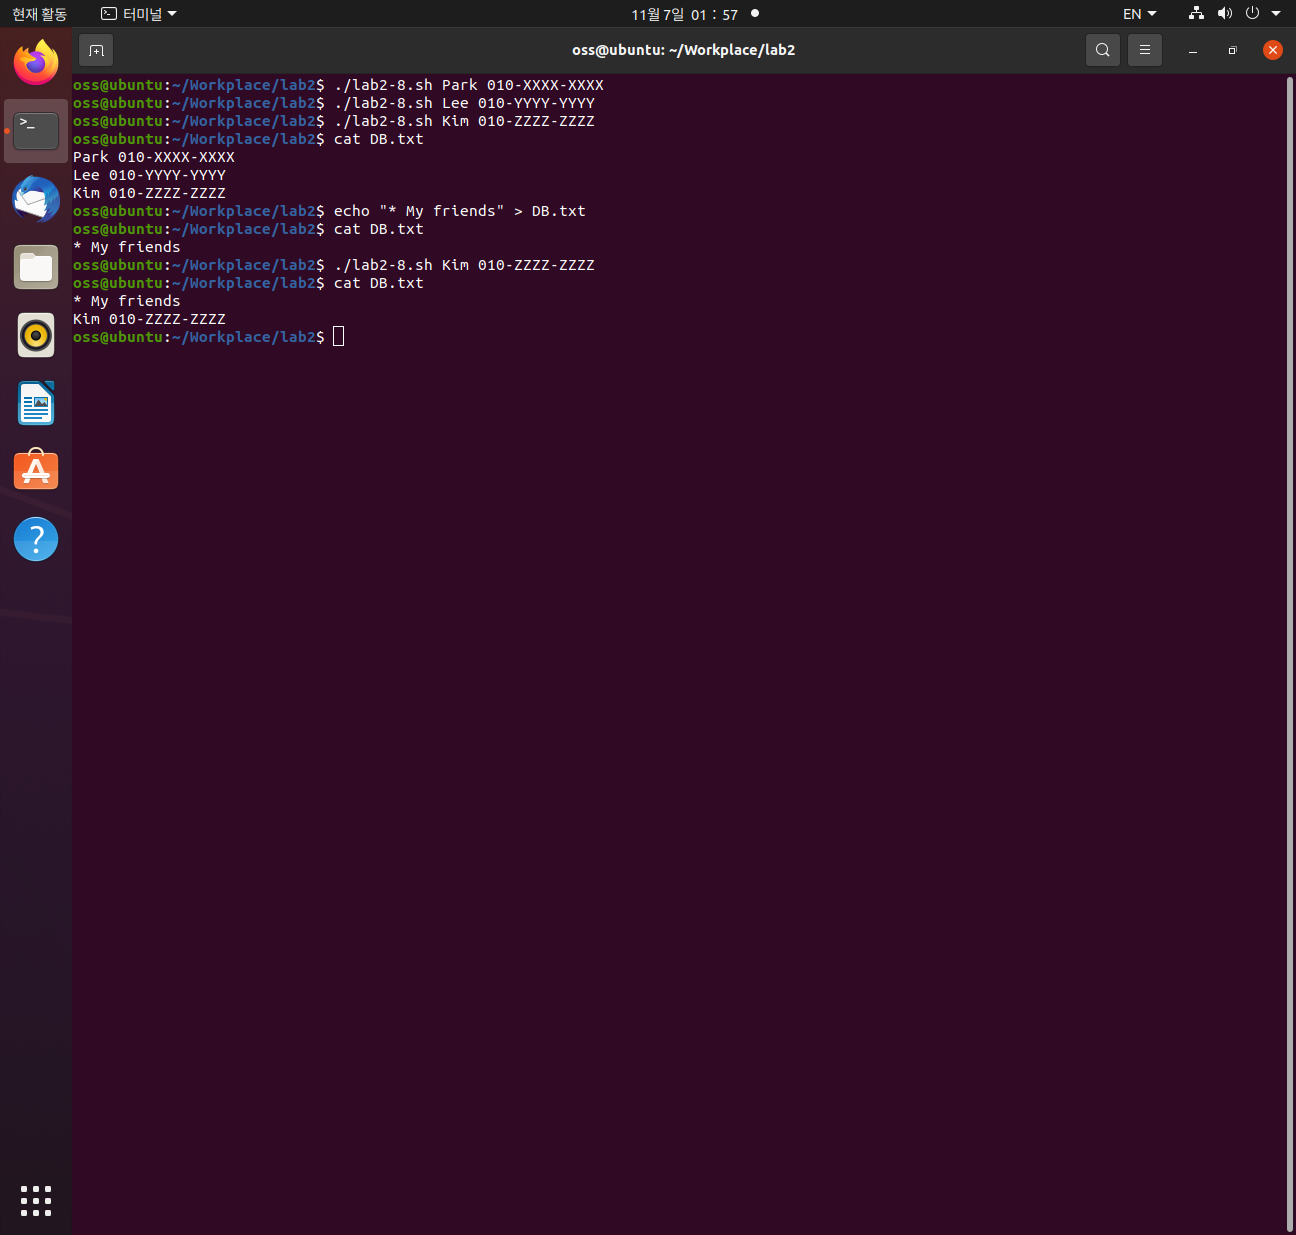 현재 활동
터미널
11월 7일 01 : 57
EN
oss@ubuntu: ~/Workplace/lab2
oss@ubuntu:~/Workplace/lab2$ ./lab2-8.sh Park 010-XXXX-XXXX
oss@ubuntu:~/Workplace/lab2$ ./lab2-8.sh Lee 010-YYYY-YYYY
oss@ubuntu:~/Workplace/lab2$ ./lab2-8.sh Kim 010-ZZZZ-ZZZZ
oss@ubuntu:~/Workplace/lab2$ cat DB.txt
Park 010-XXXX-XXXX
Lee 010-YYYY-YYYY
Kim 010-ZZZZ-ZZZZ
oss@ubuntu:~/Workplace/lab2$ echo "* My friends" > DB.txt
oss@ubuntu:~/Workplace/lab2$ cat DB.txt
* My friends
oss@ubuntu:~/Workplace/lab2$ ./lab2-8.sh Kim 010-ZZZZ-ZZZZ
oss@ubuntu:~/Workplace/lab2$ cat DB.txt
* My friends
Kim 010-ZZZZ-ZZZZ
oss@ubuntu:~/Workplace/lab2$